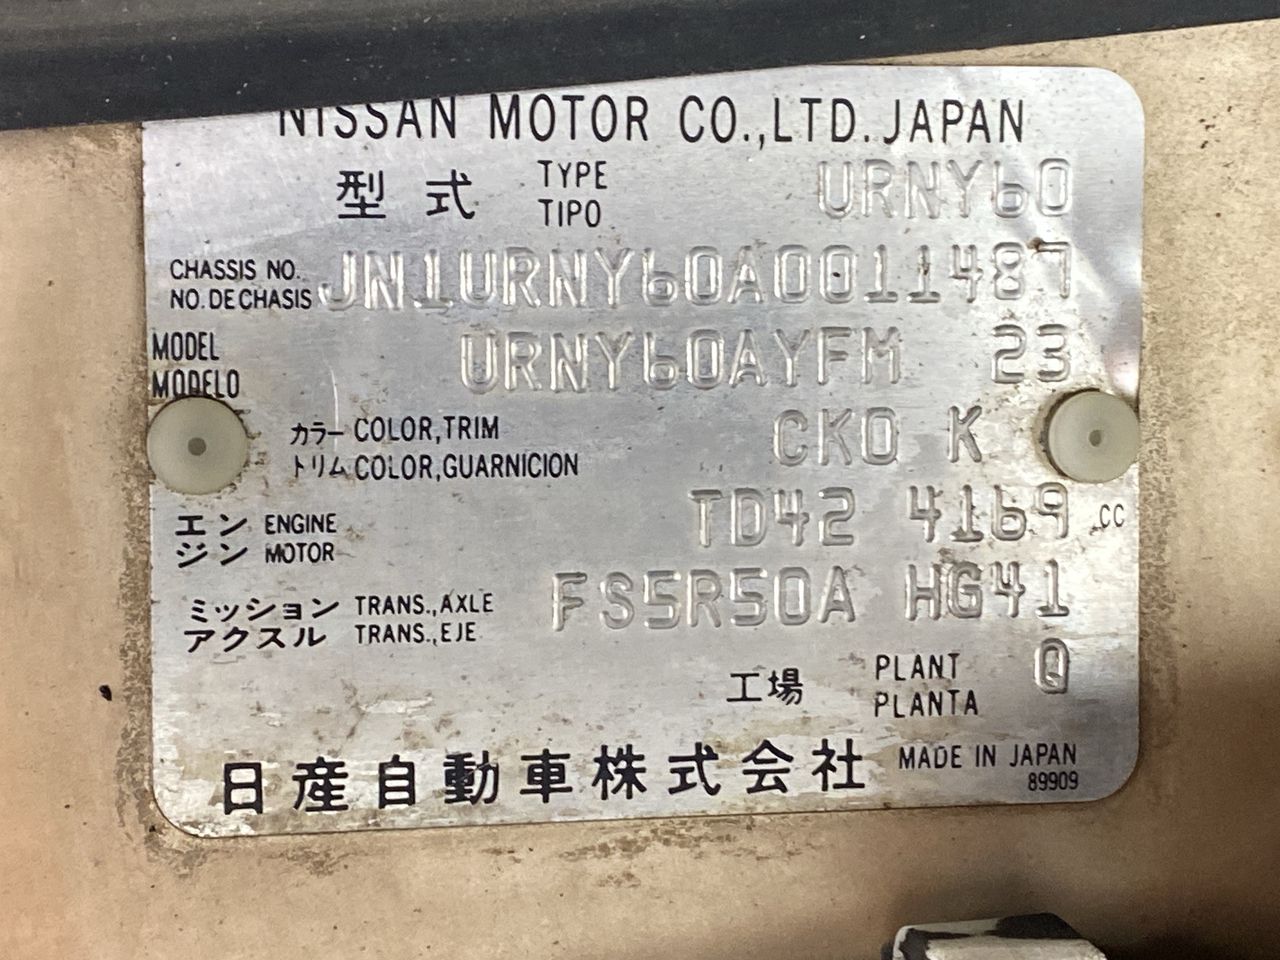 NISSAN MOTOR CO.,LTD. JAPAN
型式 TYPE URNY60
TIPO
CHASSIS NO. JN1URNY60A0011487
NO. DE CHASIS
MODEL URNY60AYFM 23
MODELO
カラー COLOR,TRIM CK0 K
トリム COLOR,GUARNICION
エン ENGINE TD42 4169 CC
ジン MOTOR
ミッション TRANS.,AXLE FS5R50A HG41
アクスル TRANS.,EJE
工場 PLANT Q
PLANTA
日産自動車株式会社 MADE IN JAPAN
89909